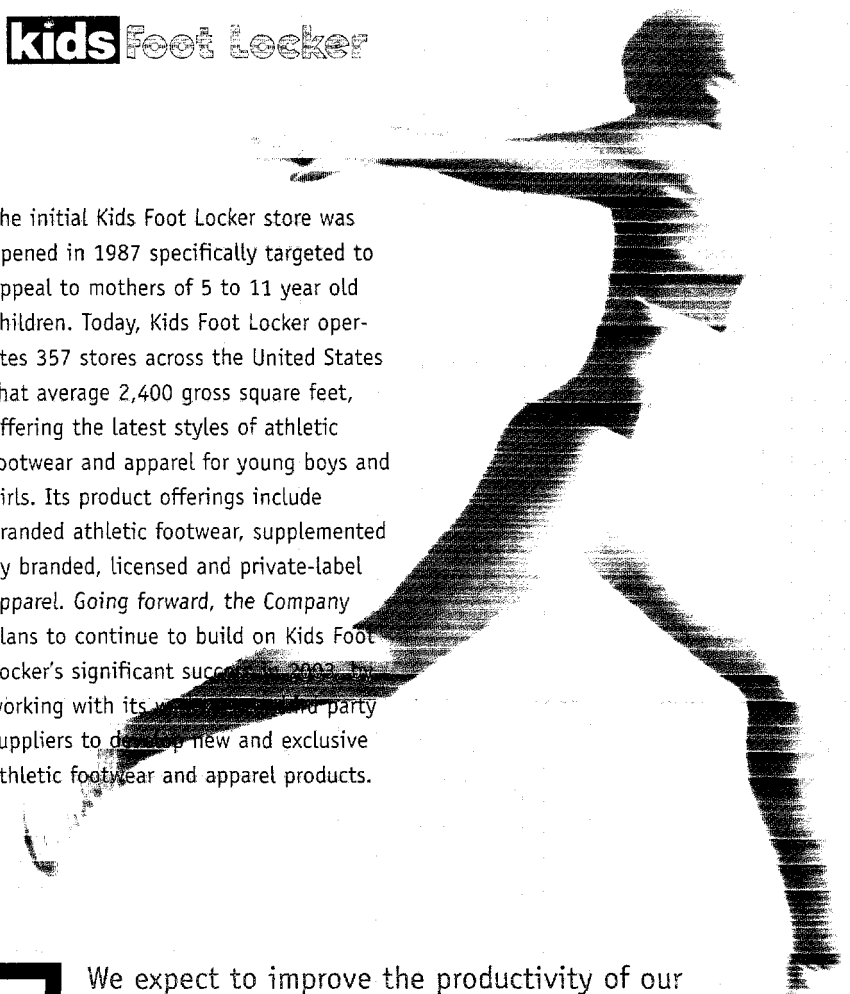 kids Foot Locker
he initial Kids Foot Locker store was
pened in 1987 specifically targeted to
ppeal to mothers of 5 to 11 year old
hildren. Today, Kids Foot Locker oper-
tes 357 stores across the United States
hat average 2,400 gross square feet,
ffering the latest styles of athletic
ootwear and apparel for young boys and
irls. Its product offerings include
randed athletic footwear, supplemented
y branded, licensed and private-label
pparel. Going forward, the Company
lans to continue to build on Kids Foot
ocker's significant success in 2003, by
orking with its party
uppliers to develop new and exclusive
thletic footwear and apparel products.
We expect to improve the productivity of our